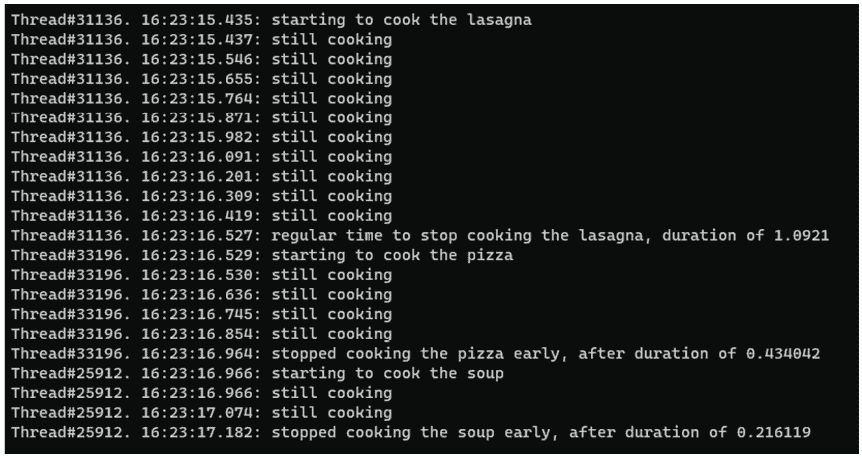 Thread#31136. 16:23:15.435: starting to cook the lasagna
Thread#31136. 16:23:15.437: still cooking
Thread#31136. 16:23:15.546: still cooking
Thread#31136. 16:23:15.655: still cooking
Thread#31136. 16:23:15.764: still cooking
Thread#31136. 16:23:15.871: still cooking
Thread#31136. 16:23:15.982: still cooking
Thread#31136. 16:23:16.091: still cooking
Thread#31136. 16:23:16.201: still cooking
Thread#31136. 16:23:16.309: still cooking
Thread#31136. 16:23:16.419: still cooking
Thread#31136. 16:23:16.527: regular time to stop cooking the lasagna, duration of 1.0921
Thread#33196. 16:23:16.529: starting to cook the pizza
Thread#33196. 16:23:16.530: still cooking
Thread#33196. 16:23:16.636: still cooking
Thread#33196. 16:23:16.745: still cooking
Thread#33196. 16:23:16.854: still cooking
Thread#33196. 16:23:16.964: stopped cooking the pizza early, after duration of 0.434042
Thread#25912. 16:23:16.966: starting to cook the soup
Thread#25912. 16:23:16.966: still cooking
Thread#25912. 16:23:17.074: still cooking
Thread#25912. 16:23:17.182: stopped cooking the soup early, after duration of 0.216119